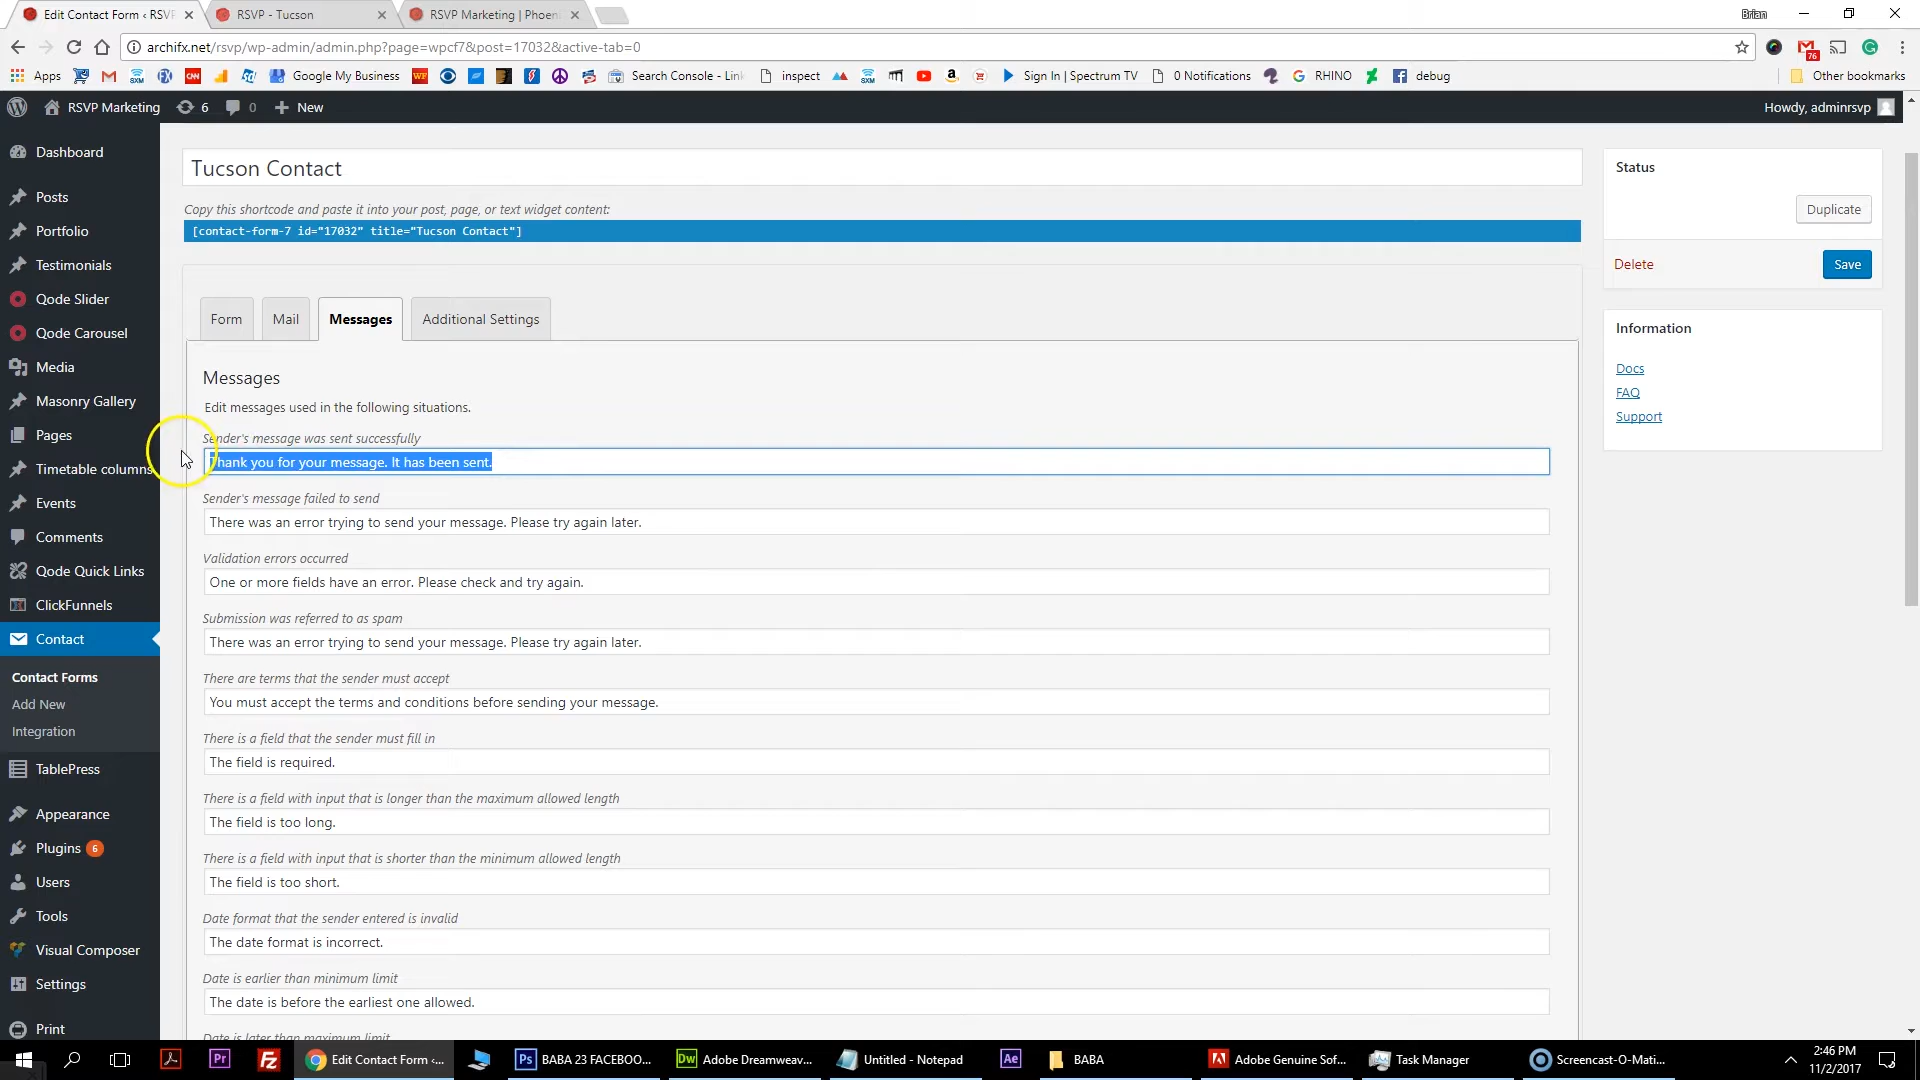 Edit Contact Form ‹ RSVP
RSVP - Tucson
RSVP Marketing | Phoeni
Brian
archifx.net/rsvp/wp-admin/admin.php?page=wpcf7&post=17032&active-tab=0
76
Apps
Google My Business
Search Console - Link
inspect
Sign In | Spectrum TV
0 Notifications
RHINO
debug
Other bookmarks
RSVP Marketing
6
0
New
Howdy, adminrsvp
Dashboard
Posts
Portfolio
Testimonials
Qode Slider
Qode Carousel
Media
Masonry Gallery
Pages
Timetable columns
Events
Comments
Qode Quick Links
ClickFunnels
Contact
Contact Forms
Add New
Integration
TablePress
Appearance
Plugins 6
Users
Tools
Visual Composer
Settings
Print
Tucson Contact
Copy this shortcode and paste it into your post, page, or text widget content:
[contact-form-7 id="17032" title="Tucson Contact"]
Form
Mail
Messages
Additional Settings
Messages
Edit messages used in the following situations.
Sender's message was sent successfully
Thank you for your message. It has been sent.
Sender's message failed to send
There was an error trying to send your message. Please try again later.
Validation errors occurred
One or more fields have an error. Please check and try again.
Submission was referred to as spam
There was an error trying to send your message. Please try again later.
There are terms that the sender must accept
You must accept the terms and conditions before sending your message.
There is a field that the sender must fill in
The field is required.
There is a field with input that is longer than the maximum allowed length
The field is too long.
There is a field with input that is shorter than the minimum allowed length
The field is too short.
Date format that the sender entered is invalid
The date format is incorrect.
Date is earlier than minimum limit
The date is before the earliest one allowed.
Date is later than maximum limit
Status
Duplicate
Delete
Save
Information
Docs
FAQ
Support
Pr
Fz
Edit Contact Form ‹...
Ps
BABA 23 FACEBOO...
Dw
Adobe Dreamweav...
Untitled - Notepad
Ae
BABA
Adobe Genuine Sof...
Task Manager
Screencast-O-Mati...
2:46 PM
11/2/2017